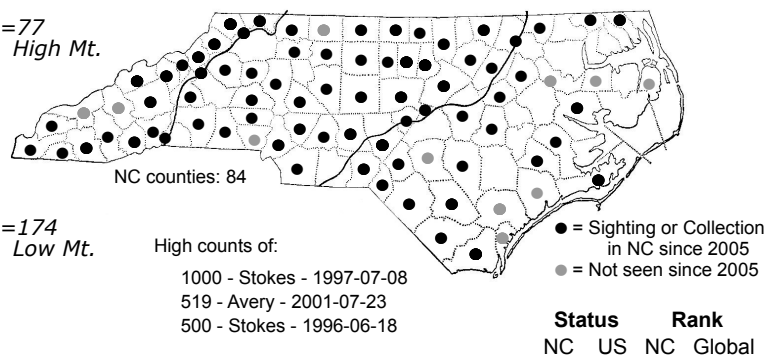 =77
High Mt.
NC counties: 84
=174
Low Mt.
High counts of:
1000 - Stokes - 1997-07-08
519 - Avery - 2001-07-23
500 - Stokes - 1996-06-18
= Sighting or Collection
in NC since 2005
= Not seen since 2005
Status Rank
NC US NC Global